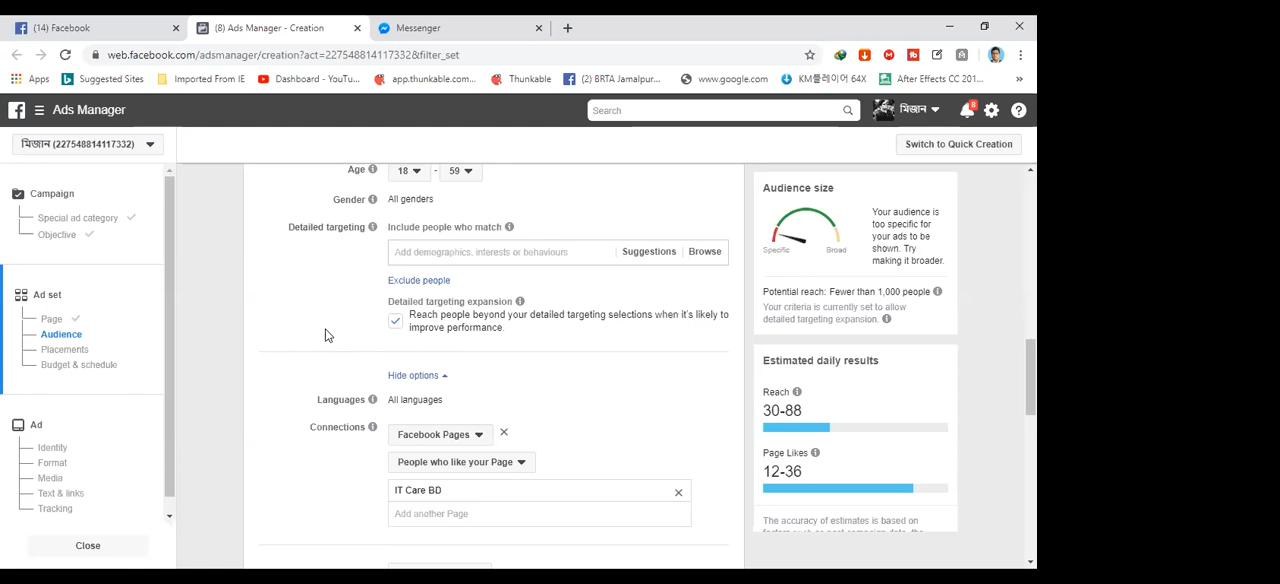 (14) Facebook
(8) Ads Manager - Creation
Messenger
web.facebook.com/adsmanager/creation?act=227548814117332&filter_set
Apps
Suggested Sites
Imported From IE
Dashboard - YouTu...
app.thunkable.com...
Thunkable
(2) BRTA Jamalpur...
www.google.com
KM플레이어 64X
After Effects CC 201...
Ads Manager
Search
মিজান
8
মিজান (227548814117332)
Switch to Quick Creation
Campaign
Special ad category
Objective
Ad set
Page
Audience
Placements
Budget & schedule
Ad
Identity
Format
Media
Text & links
Tracking
Close
Age
18
-
59
Gender
All genders
Detailed targeting
Include people who match
Add demographics, interests or behaviours
Suggestions
Browse
Exclude people
Detailed targeting expansion
Reach people beyond your detailed targeting selections when it's likely to
improve performance.
Hide options
Languages
All languages
Connections
Facebook Pages
People who like your Page
IT Care BD
Add another Page
Audience size
Specific
Broad
Your audience is
too specific for
your ads to be
shown. Try
making it broader.
Potential reach: Fewer than 1,000 people
Your criteria is currently set to allow
detailed targeting expansion.
Estimated daily results
Reach
30-88
Page Likes
12-36
The accuracy of estimates is based on